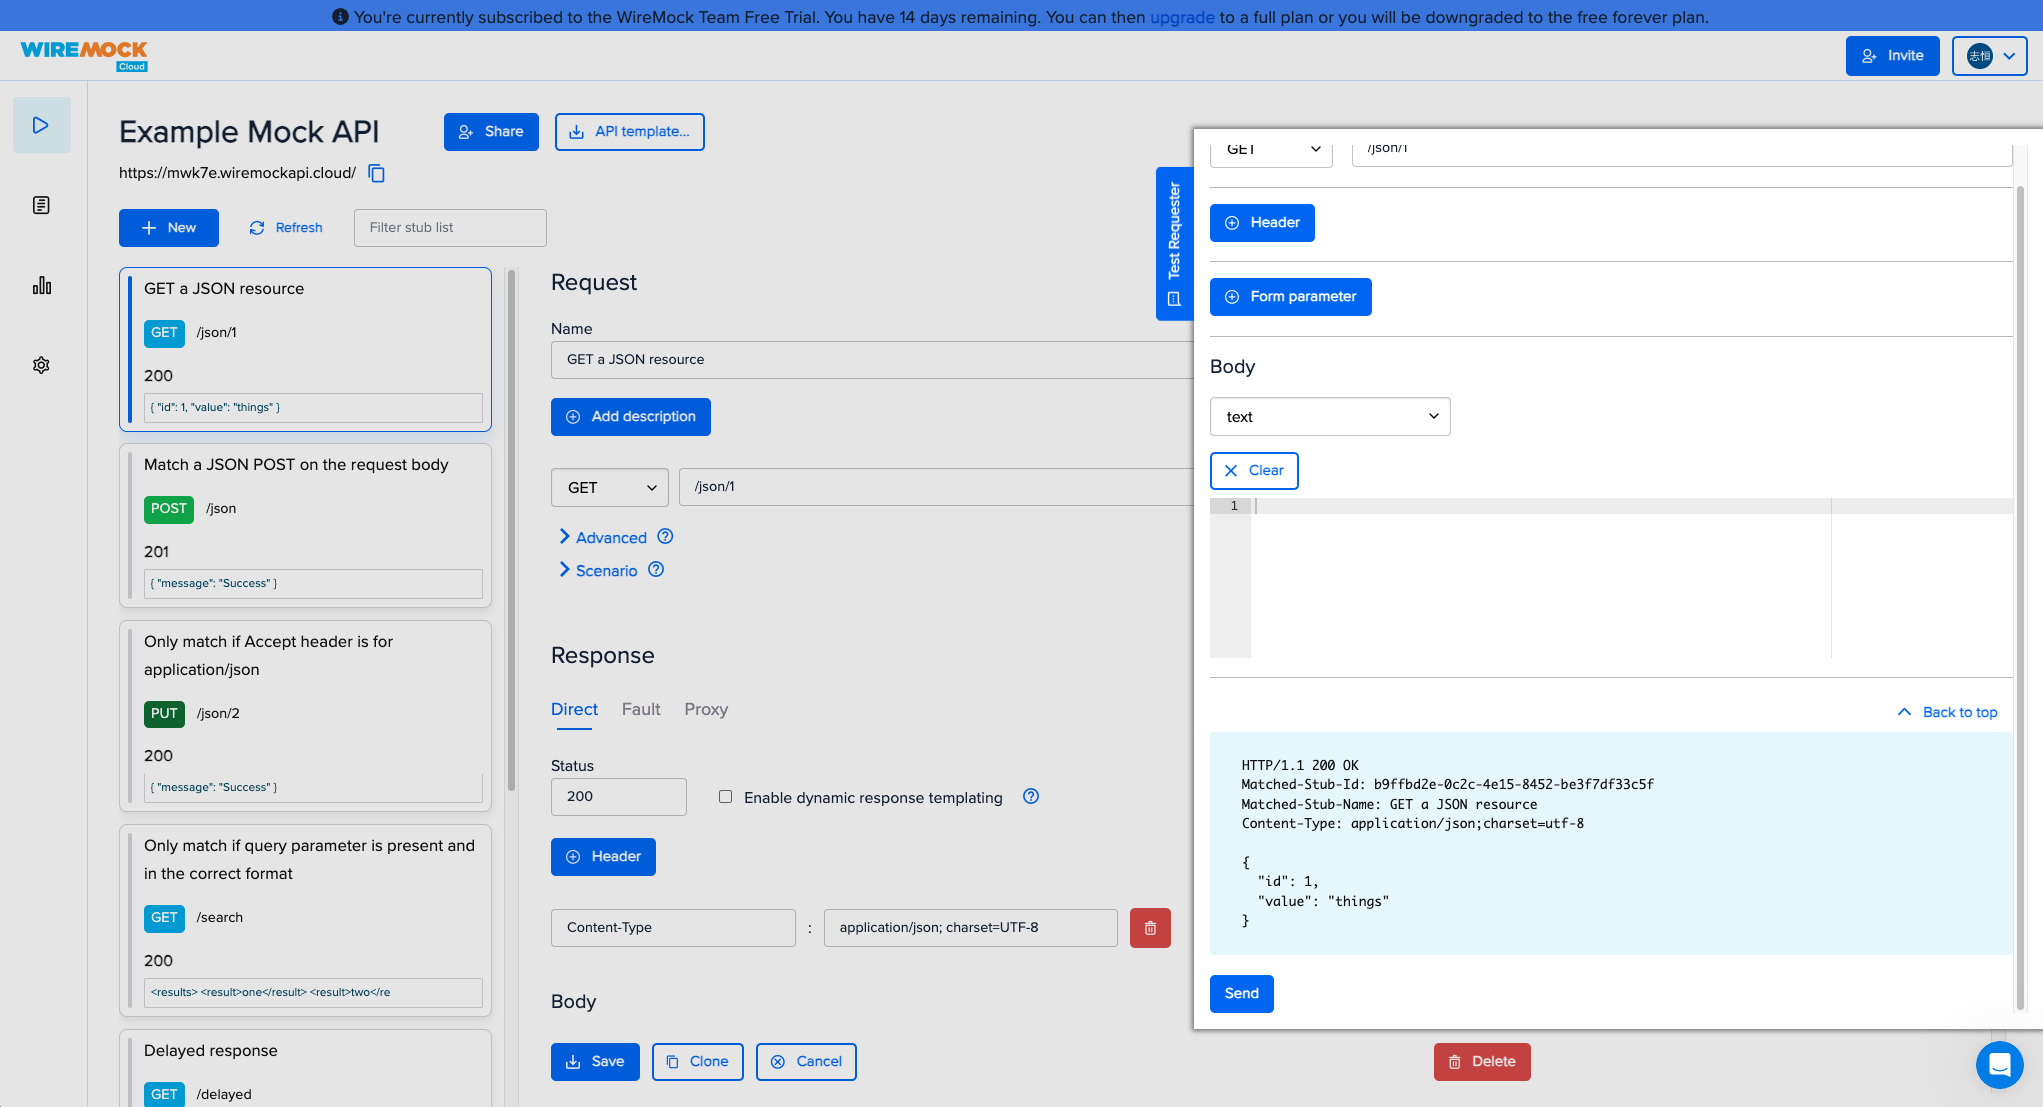 You're currently subscribed to the WireMock Team Free Trial. You have 14 days remaining. You can then upgrade to a full plan or you will be downgraded to the free forever plan.
WIREMOCK
Cloud
Invite
志恒
Example Mock API
Share
API template...
https://mwk7e.wiremockapi.cloud/
New
Refresh
Filter stub list
GET a JSON resource
GET /json/1
200
{ "id": 1, "value": "things" }
Match a JSON POST on the request body
POST /json
201
{ "message": "Success" }
Only match if Accept header is for
application/json
PUT /json/2
200
{ "message": "Success" }
Only match if query parameter is present and
in the correct format
GET /search
200
<results> <result>one</result> <result>two</re
Delayed response
GET /delayed
Request
Name
GET a JSON resource
Add description
GET /json/1
Advanced
Scenario
Response
Direct Fault Proxy
Status
200
Enable dynamic response templating
Header
Content-Type : application/json; charset=UTF-8
Body
Save
Clone
Cancel
Delete
Test Requester
GET /json/1
Header
Form parameter
Body
text
Clear
1
Back to top
HTTP/1.1 200 OK
Matched-Stub-Id: b9ffbd2e-0c2c-4e15-8452-be3f7df33c5f
Matched-Stub-Name: GET a JSON resource
Content-Type: application/json;charset=utf-8
{
"id": 1,
"value": "things"
}
Send